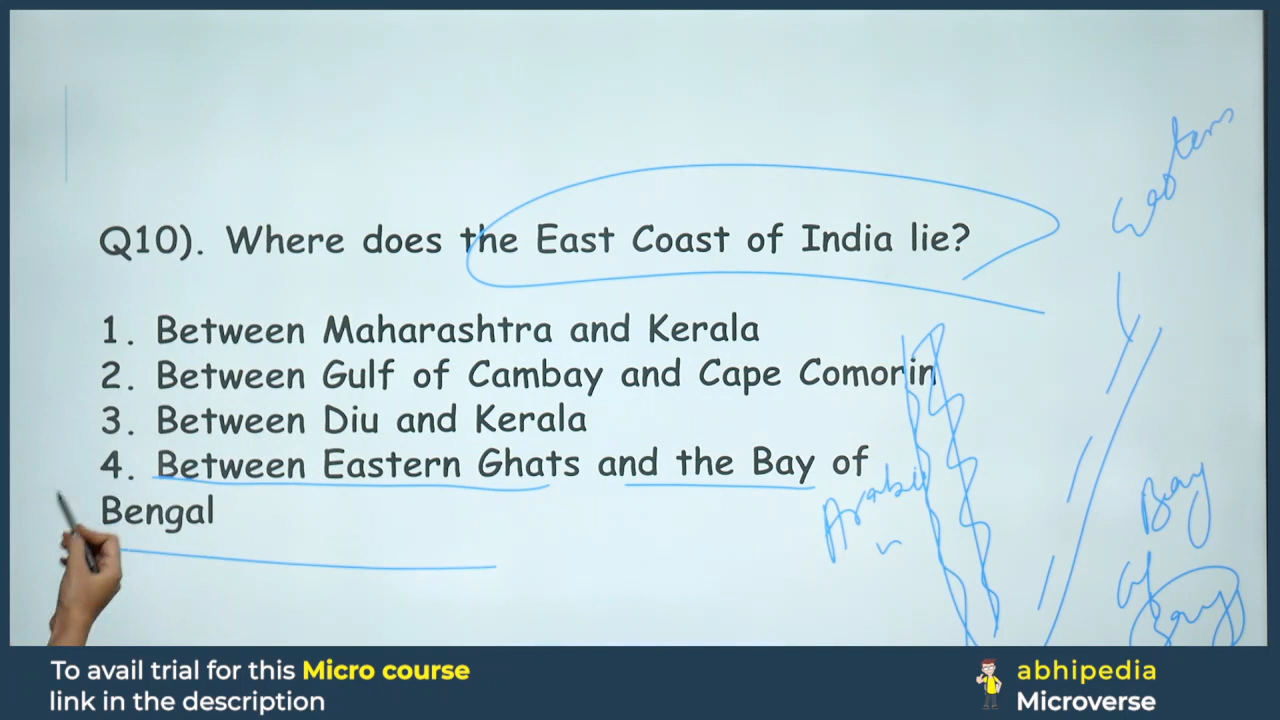 Q10). Where does the East Coast of India lie?
1. Between Maharashtra and Kerala
2. Between Gulf of Cambay and Cape Comorin
3. Between Diu and Kerala
4. Between Eastern Ghats and the Bay of
Bengal
Bay
of
To avail trial for this Micro course
link in the description
abhipedia
Microverse